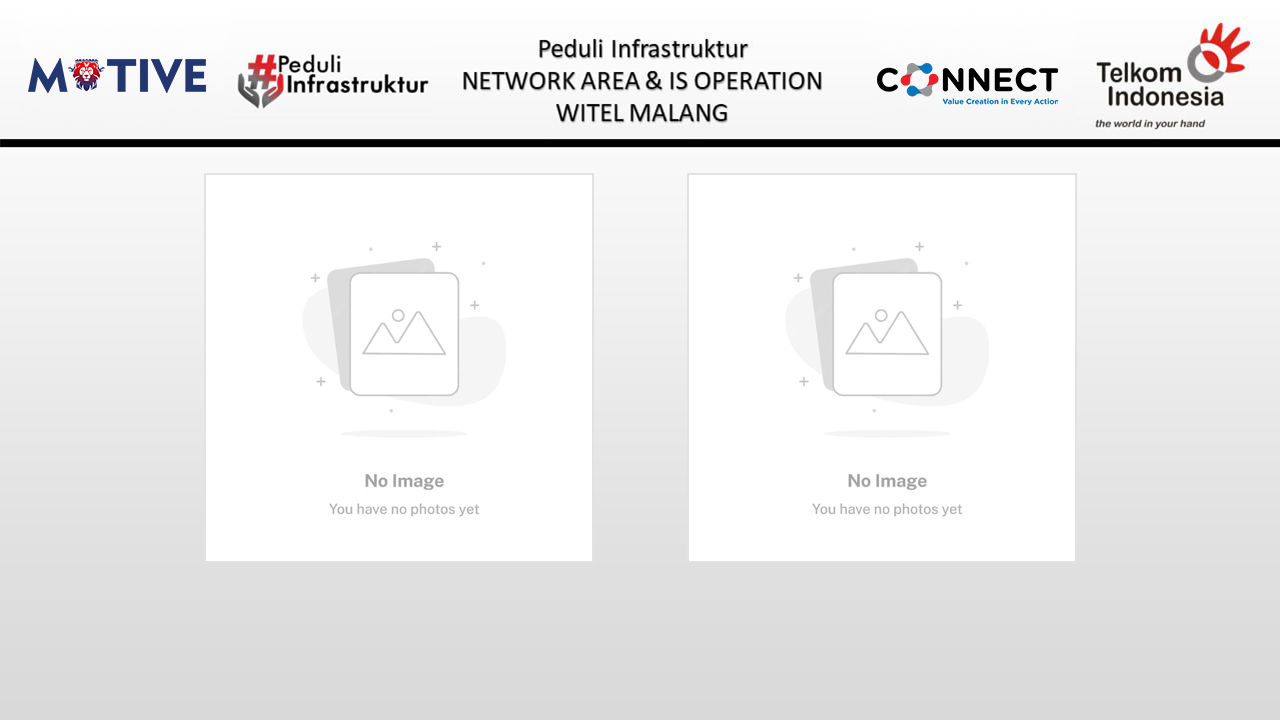 MOTIVE
#Peduli
Infrastruktur
Peduli Infrastruktur
NETWORK AREA & IS OPERATION
WITEL MALANG
CONNECT
Value Creation in Every Action
Telkom
Indonesia
the world in your hand
No Image
You have no photos yet
No Image
You have no photos yet